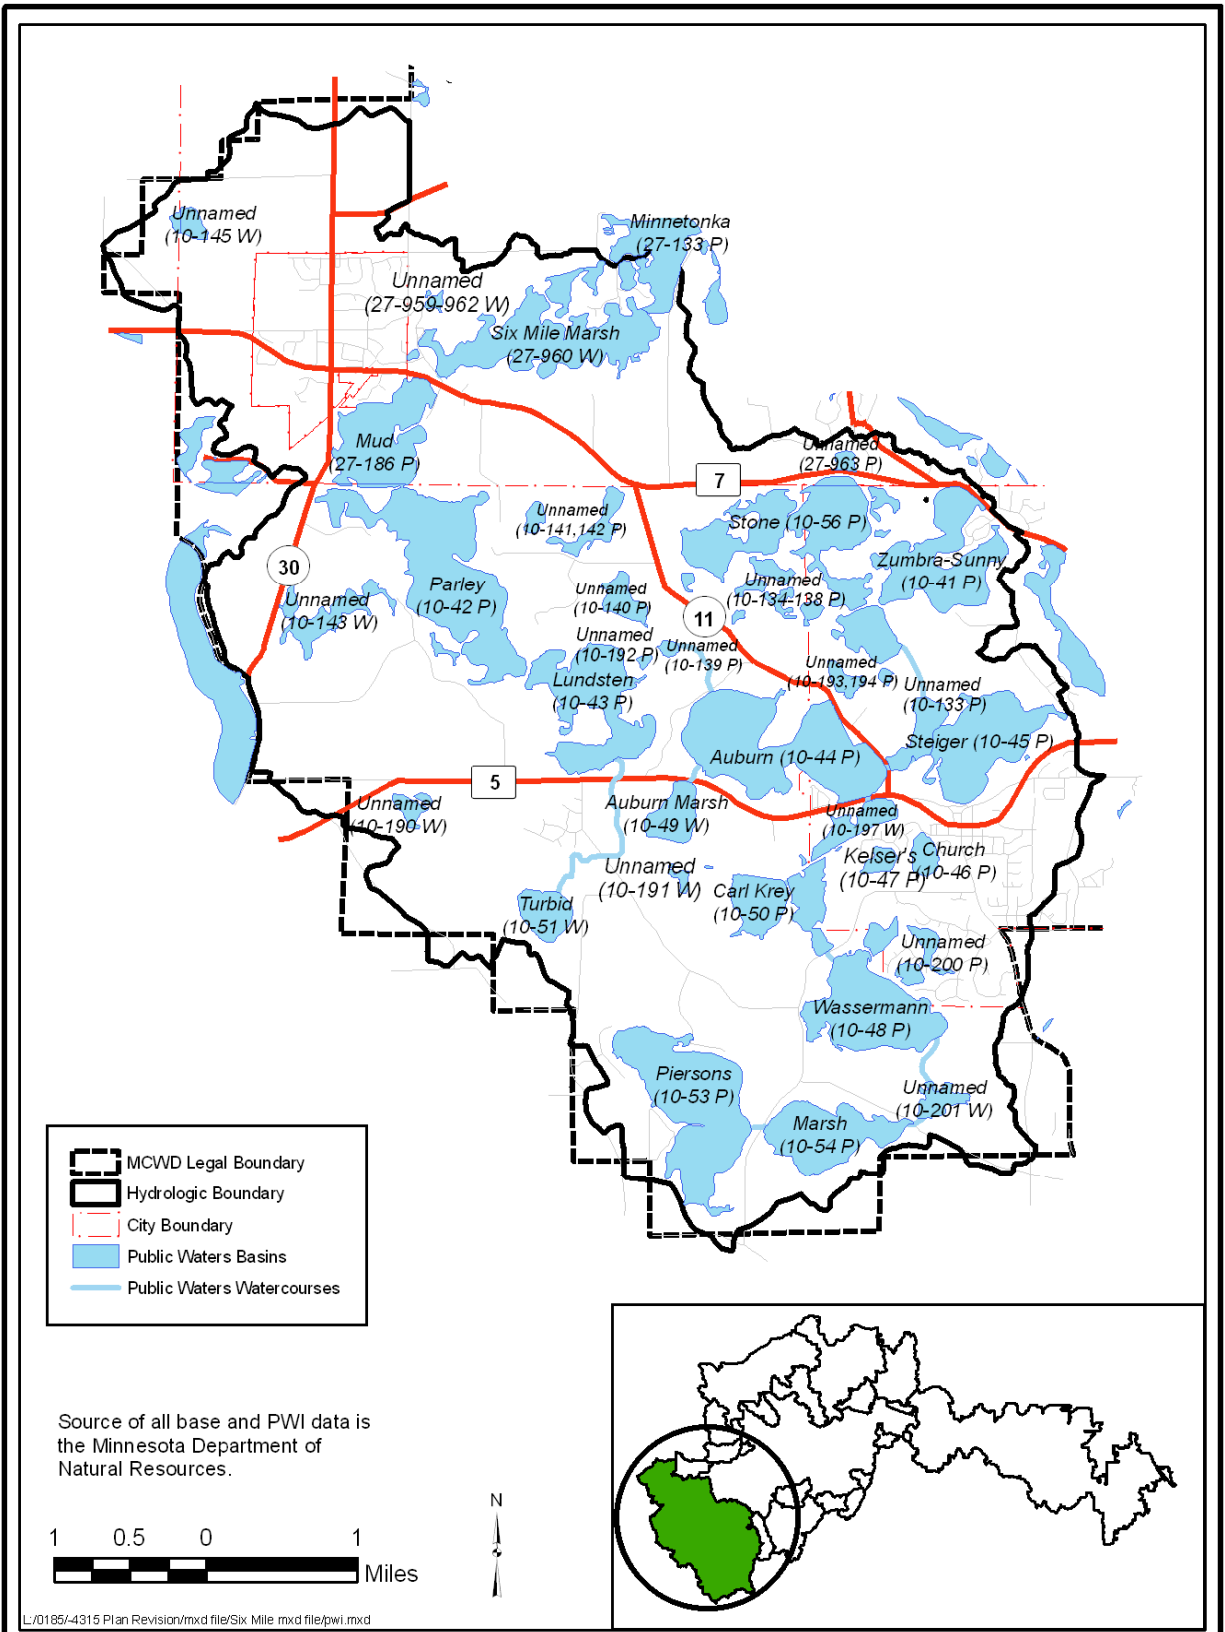 Unnamed
(10-145 W)
Minnetonka
(27-133 P)
Unnamed
(27-959-962 W)
Six Mile Marsh
(27-960 W)
Mud
(27-186 P)
Unnamed
(27-963 P)
7
Unnamed
(10-141,142 P)
Stone (10-56 P)
Zumbra-Sunny
(10-41 P)
30
Parley
(10-42 P)
Unnamed
(10-143 W)
Unnamed
(10-140 P)
Unnamed
(10-134-138 P)
11
Unnamed
(10-192 P)
Unnamed
(10-139 P)
Lundsten
(10-43 P)
Unnamed
(10-193,194 P)
Unnamed
(10-133 P)
Auburn (10-44 P)
Steiger (10-45 P)
5
Unnamed
(10-190 W)
Auburn Marsh
(10-49 W)
Unnamed
(10-197 W)
Kelser's
(10-47 P)
Church
(10-46 P)
Unnamed
(10-191 W)
Carl Krey
(10-50 P)
Turbid
(10-51 W)
Unnamed
(10-200 P)
Wassermann
(10-48 P)
Piersons
(10-53 P)
Unnamed
(10-201 W)
Marsh
(10-54 P)
MCWD Legal Boundary
Hydrologic Boundary
City Boundary
Public Waters Basins
Public Waters Watercourses
Source of all base and PWI data is
the Minnesota Department of
Natural Resources.
N
1 0.5 0 1
Miles
L:/0185/-4315 Plan Revision/mxd file/Six Mile mxd file/pwi.mxd